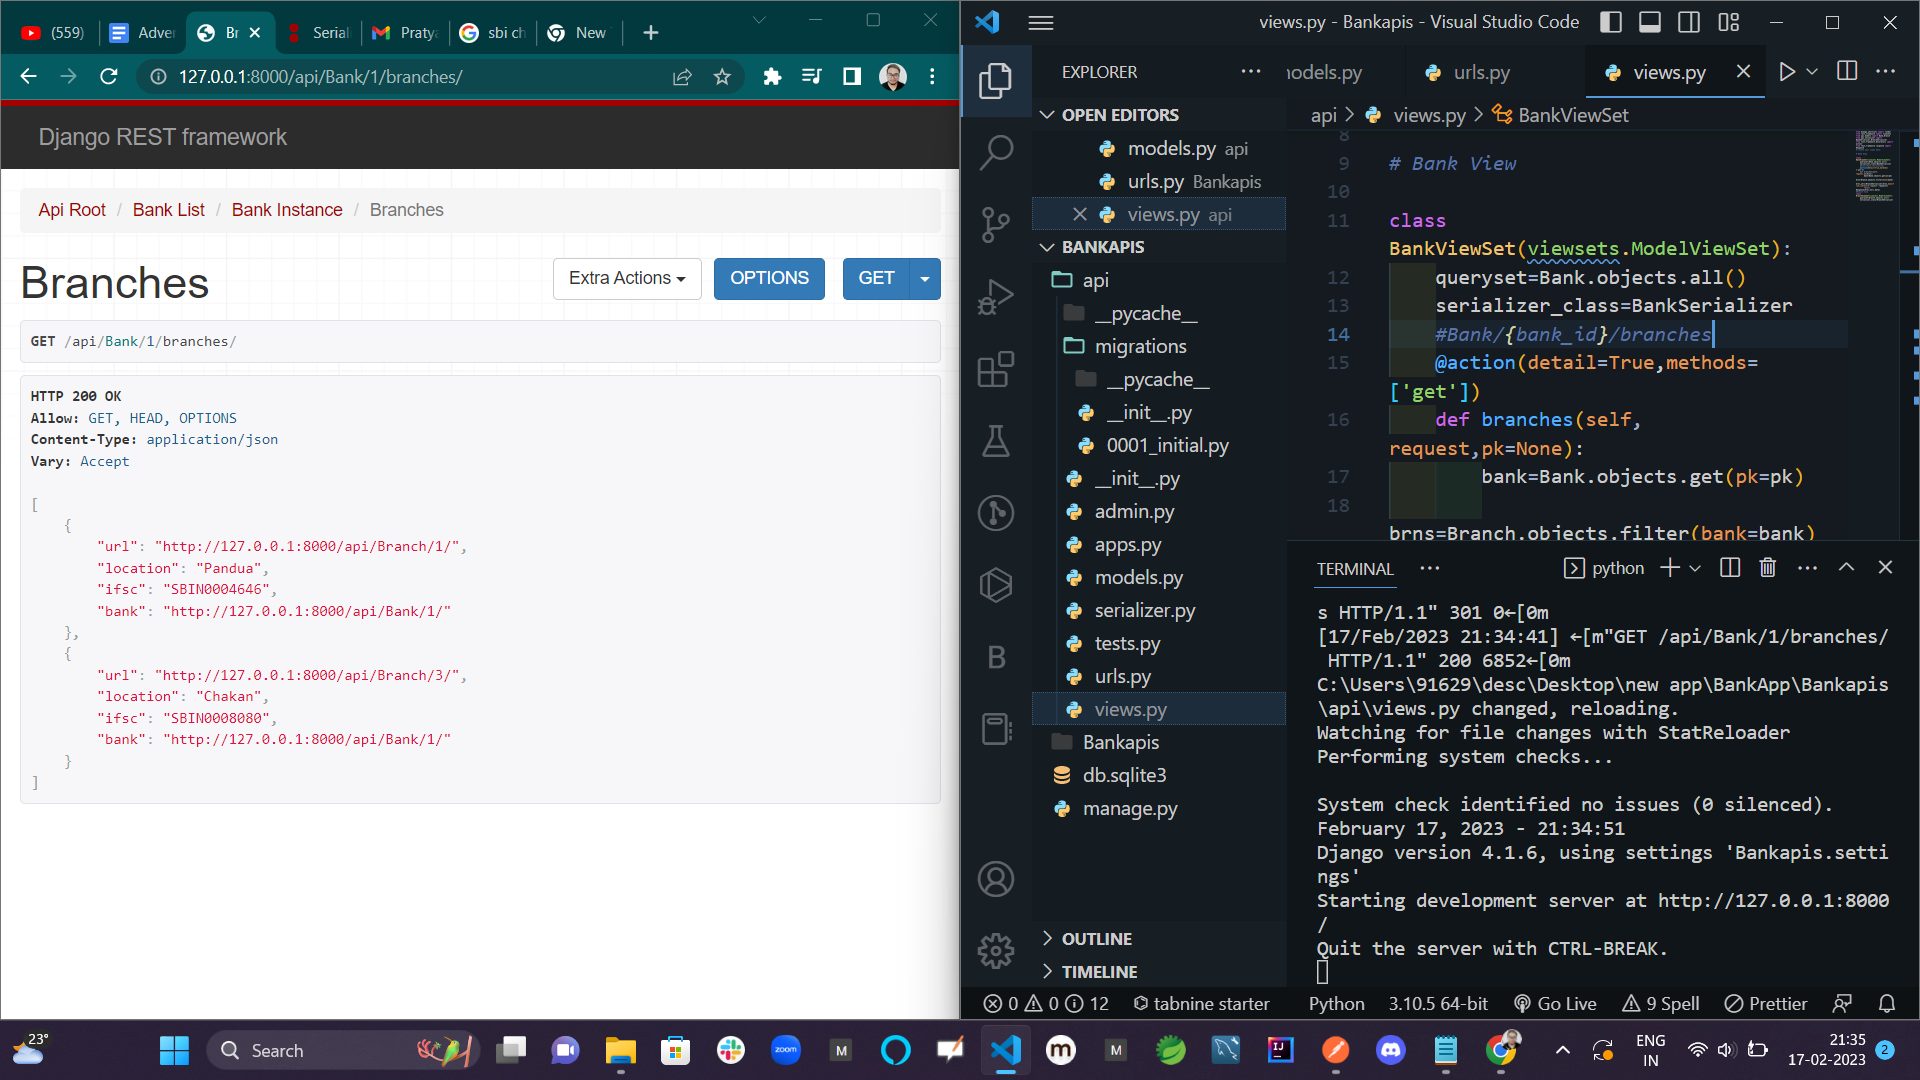 (559)
Adver
Br
Serial
Pratya
sbi ch
New
127.0.0.1:8000/api/Bank/1/branches/
Django REST framework
Api Root / Bank List / Bank Instance / Branches
Branches
Extra Actions
OPTIONS
GET
GET /api/Bank/1/branches/
HTTP 200 OK
Allow: GET, HEAD, OPTIONS
Content-Type: application/json
Vary: Accept
[
{
"url": "http://127.0.0.1:8000/api/Branch/1/",
"location": "Pandua",
"ifsc": "SBIN0004646",
"bank": "http://127.0.0.1:8000/api/Bank/1/"
},
{
"url": "http://127.0.0.1:8000/api/Branch/3/",
"location": "Chakan",
"ifsc": "SBIN0008080",
"bank": "http://127.0.0.1:8000/api/Bank/1/"
}
]
views.py - Bankapis - Visual Studio Code
EXPLORER
OPEN EDITORS
models.py api
urls.py Bankapis
views.py api
BANKAPIS
api
__pycache__
migrations
__pycache__
__init__.py
0001_initial.py
__init__.py
admin.py
apps.py
models.py
serializer.py
tests.py
urls.py
views.py
Bankapis
db.sqlite3
manage.py
OUTLINE
TIMELINE
nodels.py
urls.py
views.py
api > views.py > BankViewSet
8
9 # Bank View
10
11 class
BankViewSet(viewsets.ModelViewSet):
12 queryset=Bank.objects.all()
13 serializer_class=BankSerializer
14 #Bank/{bank_id}/branches
15 @action(detail=True,methods=
['get'])
16 def branches(self,
request,pk=None):
17 bank=Bank.objects.get(pk=pk)
18
brns=Branch.objects.filter(bank=bank)
TERMINAL
python
s HTTP/1.1" 301 0←[0m
[17/Feb/2023 21:34:41] ←[m"GET /api/Bank/1/branches/
HTTP/1.1" 200 6852←[0m
C:\Users\91629\desc\Desktop\new app\BankApp\Bankapis
\api\views.py changed, reloading.
Watching for file changes with StatReloader
Performing system checks...
System check identified no issues (0 silenced).
February 17, 2023 - 21:34:51
Django version 4.1.6, using settings 'Bankapis.setti
ngs'
Starting development server at http://127.0.0.1:8000
/
Quit the server with CTRL-BREAK.
0 0 12 tabnine starter Python 3.10.5 64-bit Go Live 9 Spell Prettier
23°
Search
zoom
M
m
M
IJ
ENG
IN
21:35
17-02-2023
2